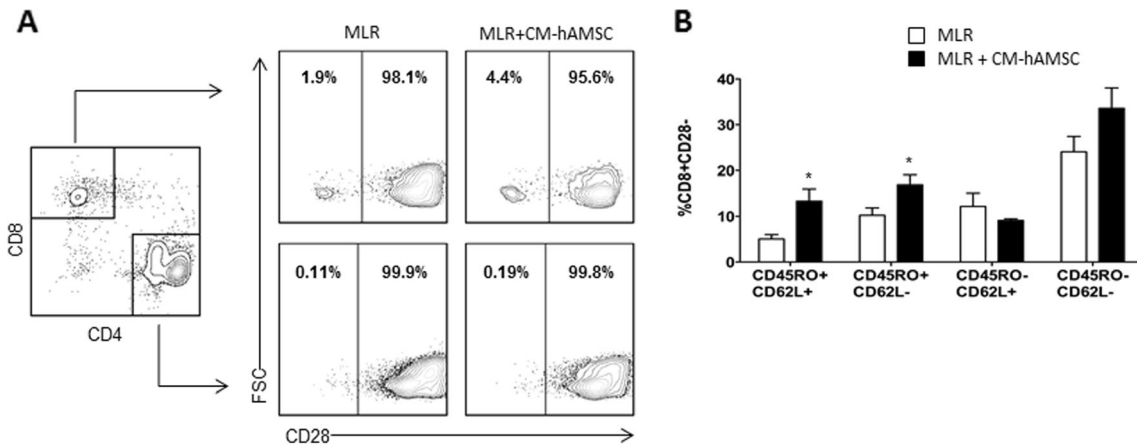 A
MLR
MLR+CM-hAMSC
1.9%
98.1%
4.4%
95.6%
CD8
CD4
0.11%
99.9%
0.19%
99.8%
FSC
CD28
B
MLR
MLR + CM-hAMSC
%CD8+CD28-
40
30
20
10
0
*
*
CD45RO+
CD62L+
CD45RO+
CD62L-
CD45RO-
CD62L+
CD45RO-
CD62L-